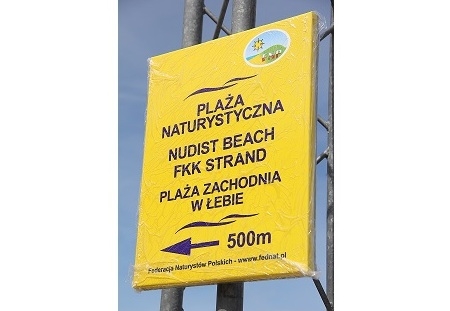 PLAŻA
NATURYSTYCZNA
NUDIST BEACH
FKK STRAND
PLAŻA ZACHODNIA
W ŁEBIE
500m
Federacja Naturystów Polskich - www.fednat.pl